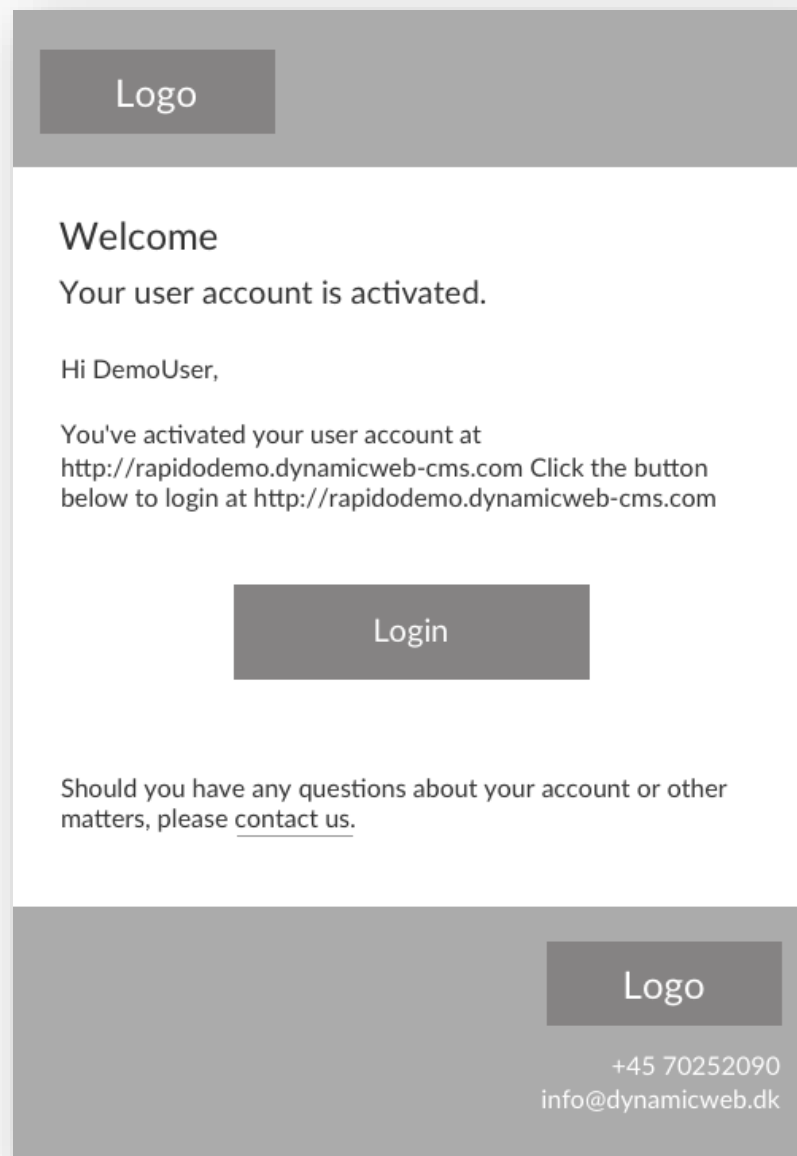 Logo
Welcome
Your user account is activated.
Hi DemoUser,
You've activated your user account at
http://rapidodemo.dynamicweb-cms.com Click the button
below to login at http://rapidodemo.dynamicweb-cms.com
Login
Should you have any questions about your account or other
matters, please contact us.
Logo
+45 70252090
info@dynamicweb.dk